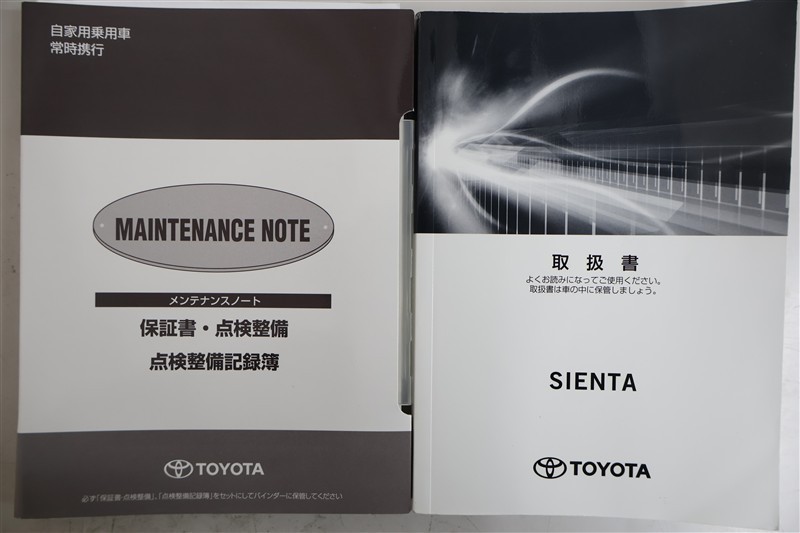 自家用乗用車
常時携行
MAINTENANCE NOTE
メンテナンスノート
保証書・点検整備
点検整備記録簿
TOYOTA
必ず「保証書・点検整備」、「点検整備記録簿」をセットにしてバインダーに保管してください
取扱書
よくお読みになってご使用ください。
取扱書は車の中に保管しましょう。
SIENTA
TOYOTA